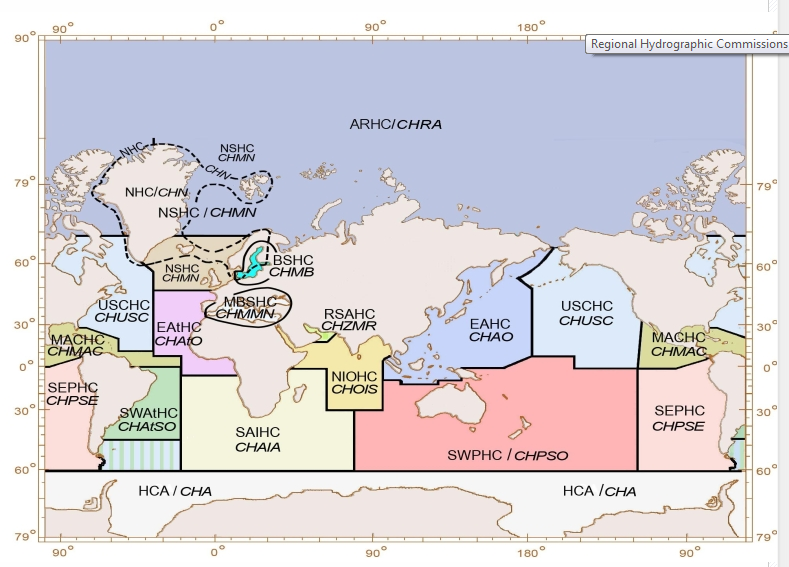 90°
0°
90°
180°
90°
90°
Regional Hydrographic Commissions
ARHC/CHRA
NHC
NSHC
CHMN
CHN
79°
79°
NHC/CHN
NSHC / CHMN
60°
60°
NSHC
CHMN
BSHC
CHMB
USCHC
CHUSC
MBSHC
CHMMN
RSAHC
CHZMR
USCHC
CHUSC
30°
30°
EAtHC
CHAtO
EAHC
CHAO
MACHC
CHMAC
MACHC
CHMAC
0°
0°
SEPHC
CHPSE
NIOHC
CHOIS
30°
30°
SWAtHC
CHAtSO
SEPHC
CHPSE
SAIHC
CHAIA
SWPHC / CHPSO
60°
60°
HCA / CHA
HCA / CHA
79°
79°
90°
0°
90°
180°
90°